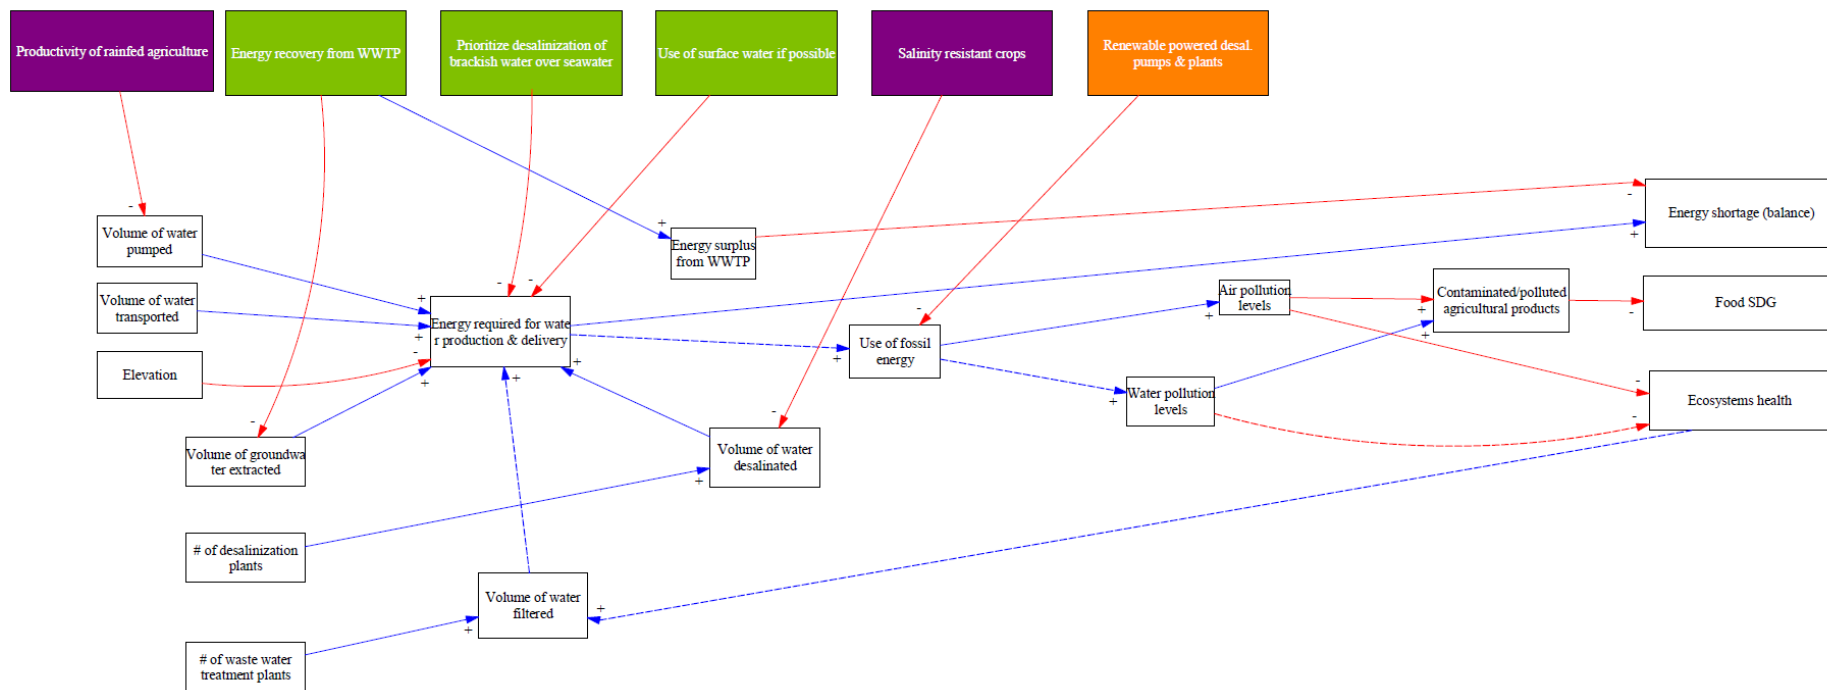 Productivity of rainfed agriculture
Energy recovery from WWTP
Prioritize desalinization of
brackish water over seawater
Use of surface water if possible
Salinity resistant crops
Renewable powered desal.
pumps & plants
-
Volume of water
pumped
+
Energy surplus
from WWTP
-
Energy shortage (balance)
+
Volume of water
transported
+
+
-
-
-
Energy required for wate
r production & delivery
+
+
+
Elevation
-
Use of fossil
energy
+
Air pollution
levels
+
Contaminated/polluted
agricultural products
+
+
Food SDG
-
Water pollution
levels
+
Ecosystems health
-
-
-
Volume of groundwa
ter extracted
-
Volume of water
desalinated
+
# of desalinization
plants
Volume of water
filtered
+
+
# of waste water
treatment plants